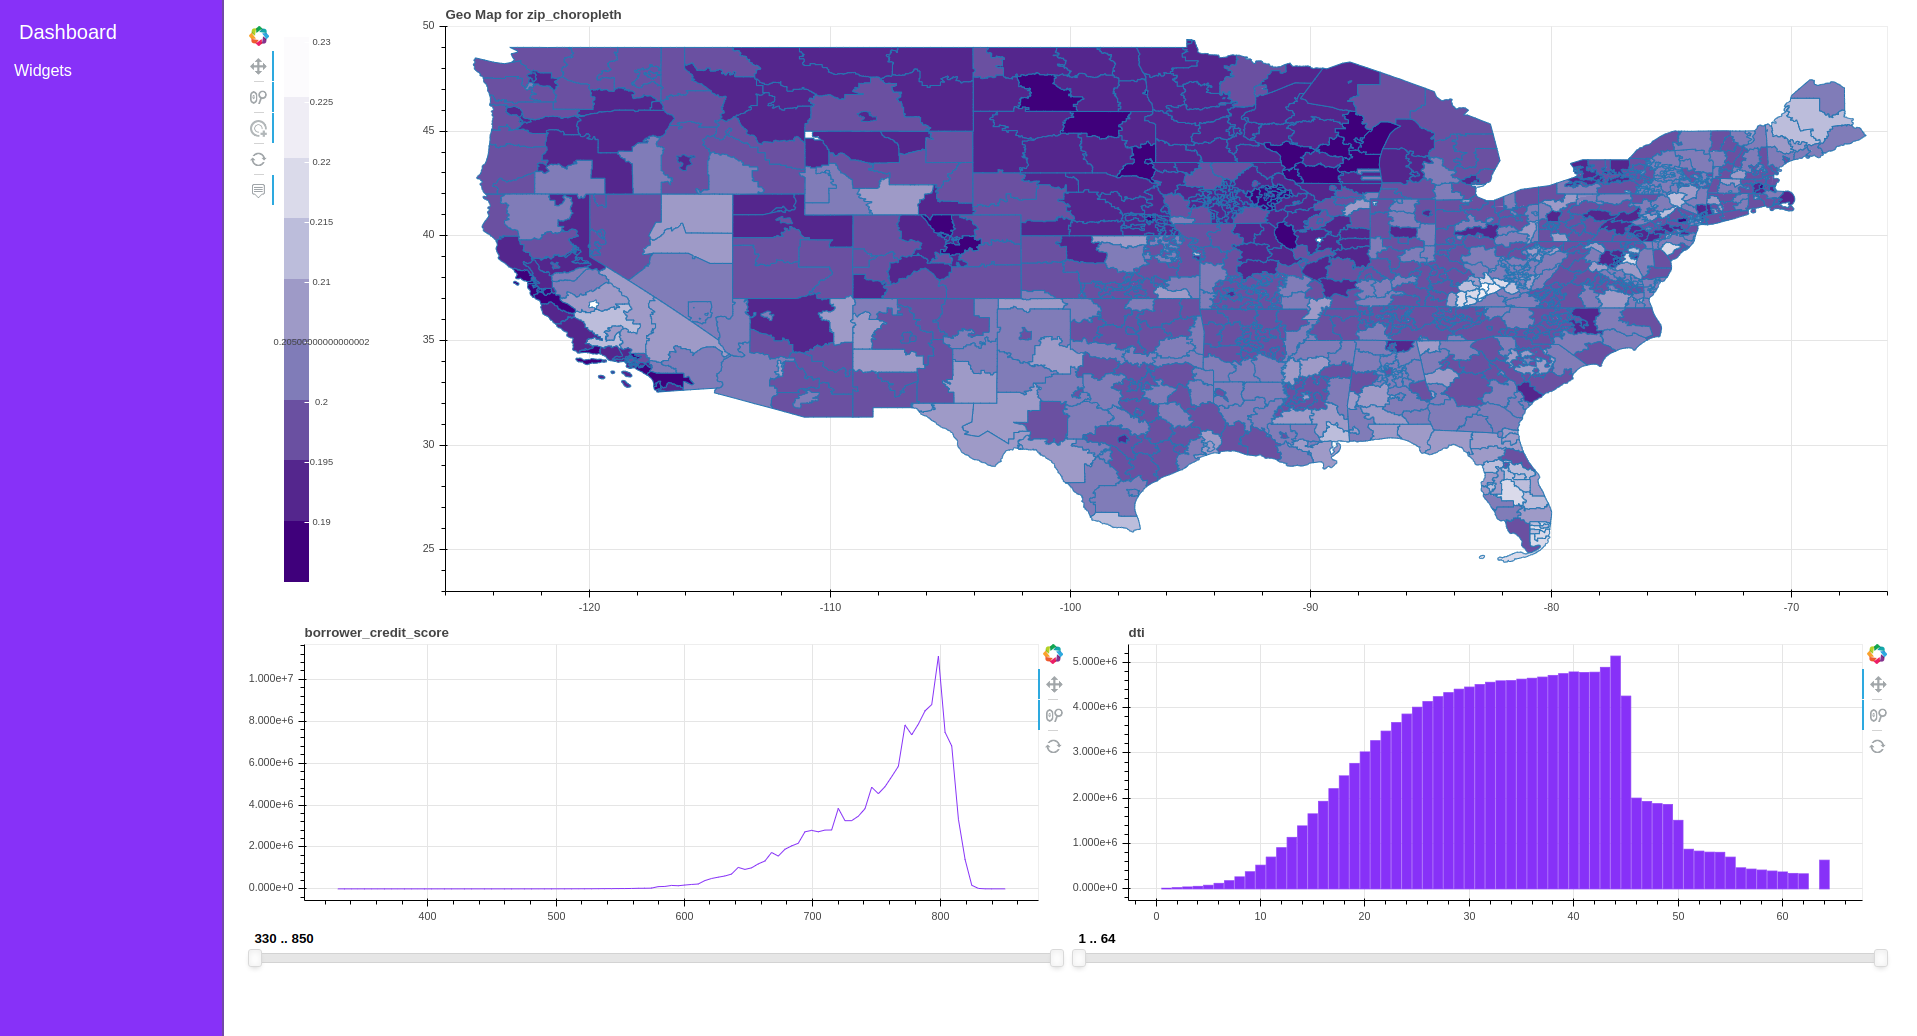 Dashboard
Widgets
Geo Map for zip_choropleth
0.23
0.225
0.22
0.215
0.21
0.20500000000000002
0.2
0.195
0.19
50
45
40
35
30
25
-120 -110 -100 -90 -80 -70
borrower_credit_score
1.000e+7
8.000e+6
6.000e+6
4.000e+6
2.000e+6
0.000e+0
400 500 600 700 800
330 .. 850
dti
5.000e+6
4.000e+6
3.000e+6
2.000e+6
1.000e+6
0.000e+0
0 10 20 30 40 50 60
1 .. 64